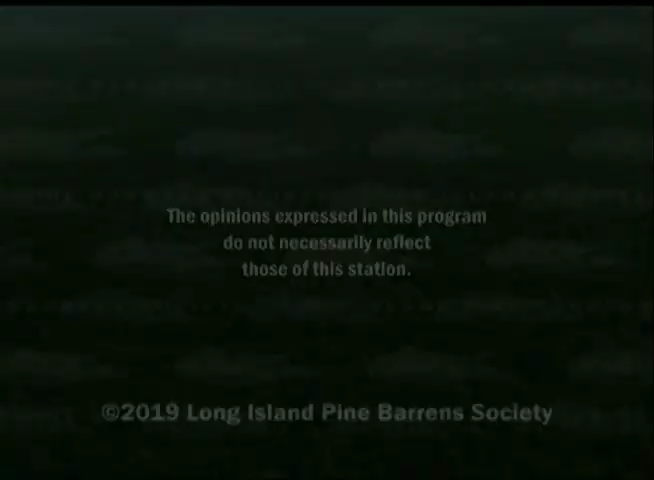 The opinions expressed in this program
do not necessarily reflect
those of this station.
©2019 Long Island Pine Barrens Society